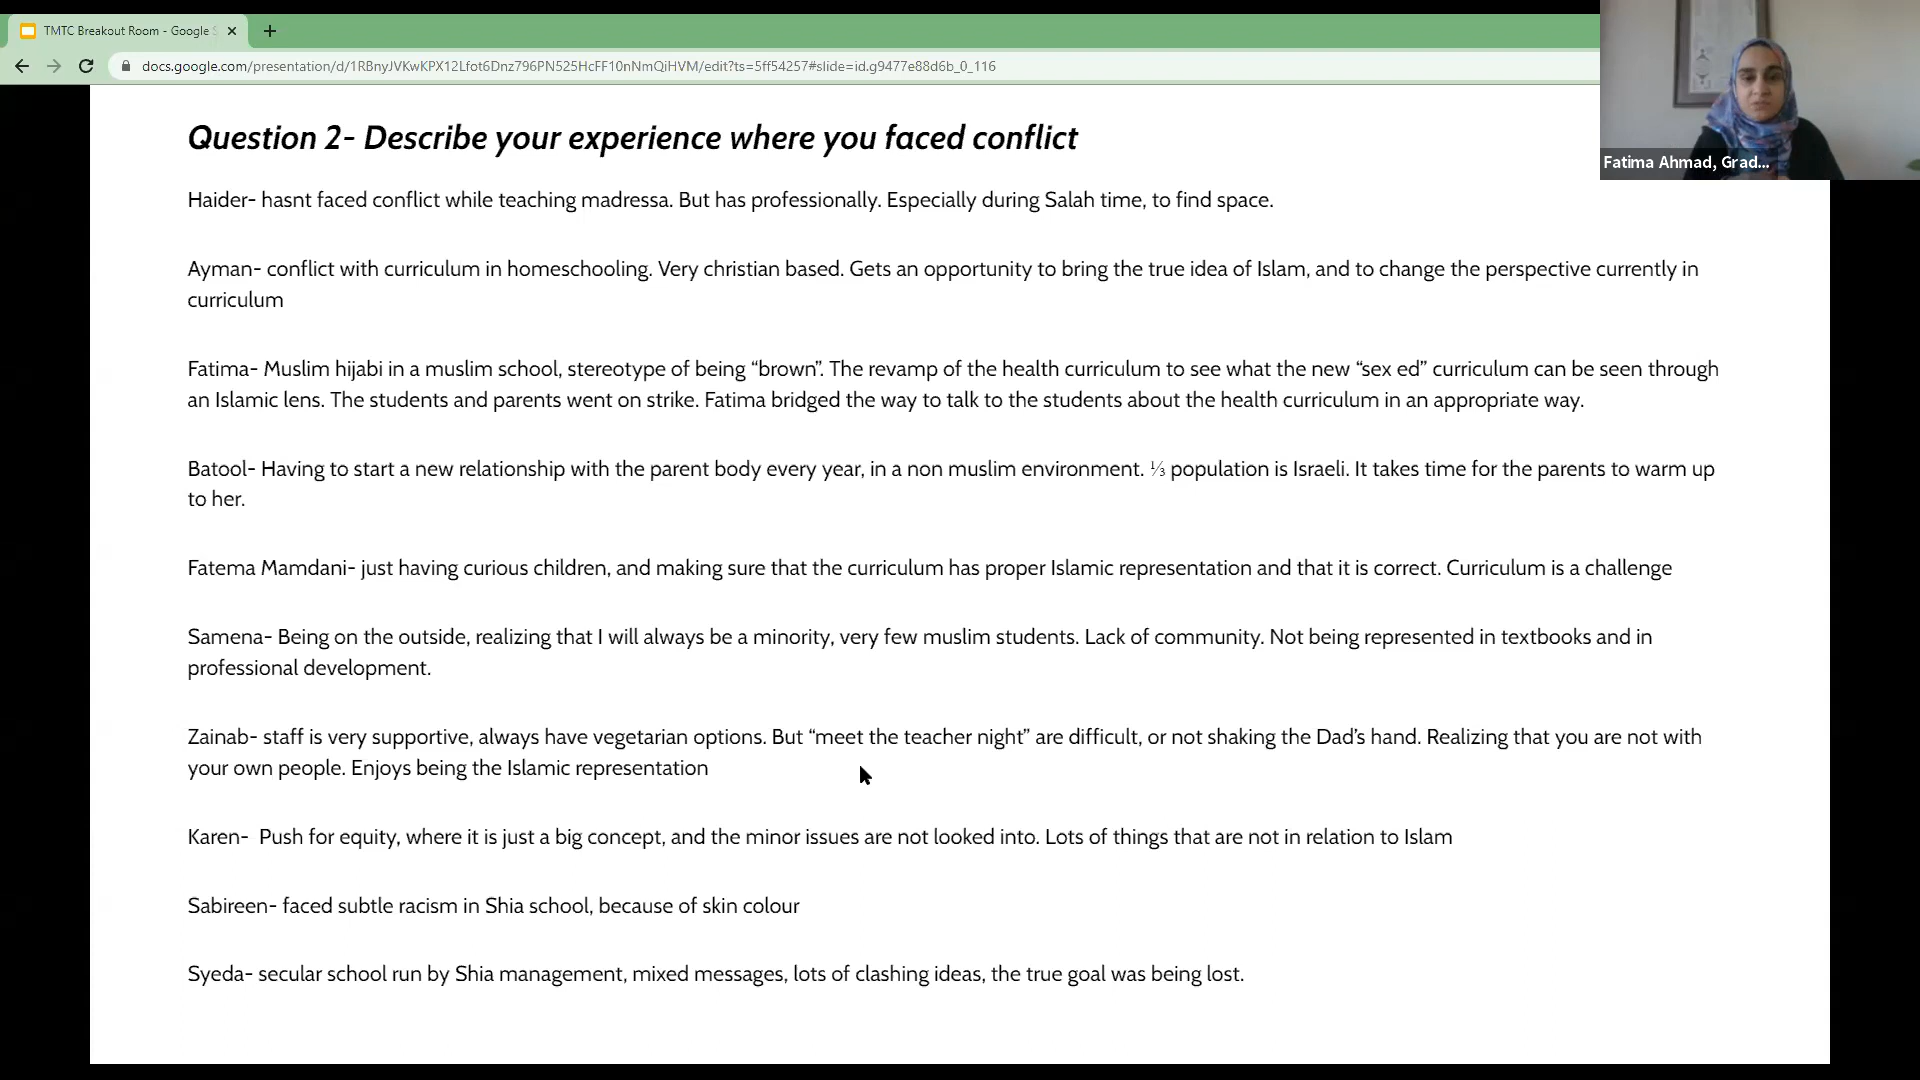 TMTC Breakout Room - Google S
docs.google.com/presentation/d/1RBnyJVKwKPX12Lfot6Dnz796PN525HcFF10nNmQiHVM/edit?ts=5ff54257#slide=id.g9477e88d6b_0_116
Fatima Ahmad, Grad...
Question 2- Describe your experience where you faced conflict
Haider- hasnt faced conflict while teaching madressa. But has professionally. Especially during Salah time, to find space.
Ayman- conflict with curriculum in homeschooling. Very christian based. Gets an opportunity to bring the true idea of Islam, and to change the perspective currently in
curriculum
Fatima- Muslim hijabi in a muslim school, stereotype of being “brown”. The revamp of the health curriculum to see what the new “sex ed” curriculum can be seen through
an Islamic lens. The students and parents went on strike. Fatima bridged the way to talk to the students about the health curriculum in an appropriate way.
Batool- Having to start a new relationship with the parent body every year, in a non muslim environment. ⅓ population is Israeli. It takes time for the parents to warm up
to her.
Fatema Mamdani- just having curious children, and making sure that the curriculum has proper Islamic representation and that it is correct. Curriculum is a challenge
Samena- Being on the outside, realizing that I will always be a minority, very few muslim students. Lack of community. Not being represented in textbooks and in
professional development.
Zainab- staff is very supportive, always have vegetarian options. But “meet the teacher night” are difficult, or not shaking the Dad’s hand. Realizing that you are not with
your own people. Enjoys being the Islamic representation
Karen-  Push for equity, where it is just a big concept, and the minor issues are not looked into. Lots of things that are not in relation to Islam
Sabireen- faced subtle racism in Shia school, because of skin colour
Syeda- secular school run by Shia management, mixed messages, lots of clashing ideas, the true goal was being lost.